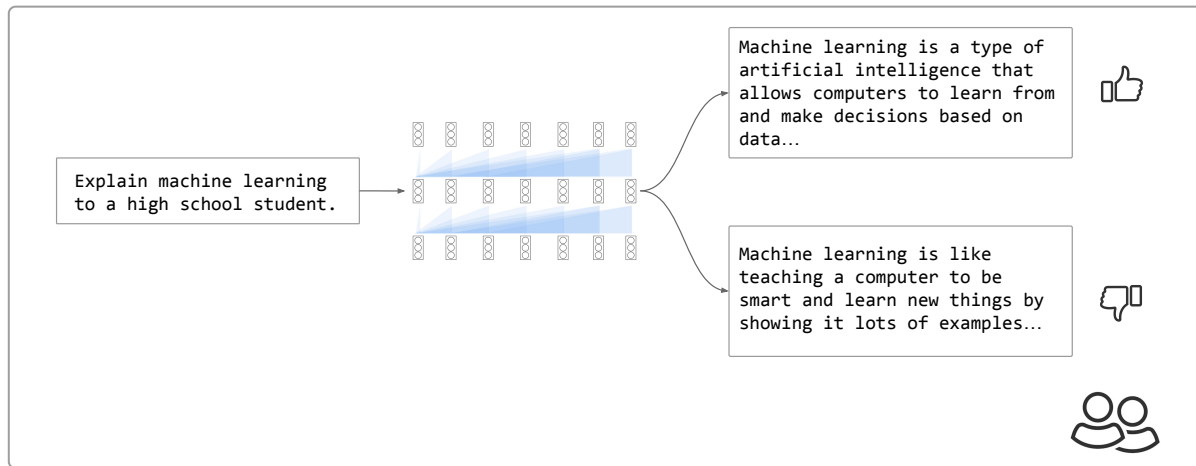 Explain machine learning
to a high school student.
Machine learning is a type of
artificial intelligence that
allows computers to learn from
and make decisions based on
data…
Machine learning is like
teaching a computer to be
smart and learn new things by
showing it lots of examples…